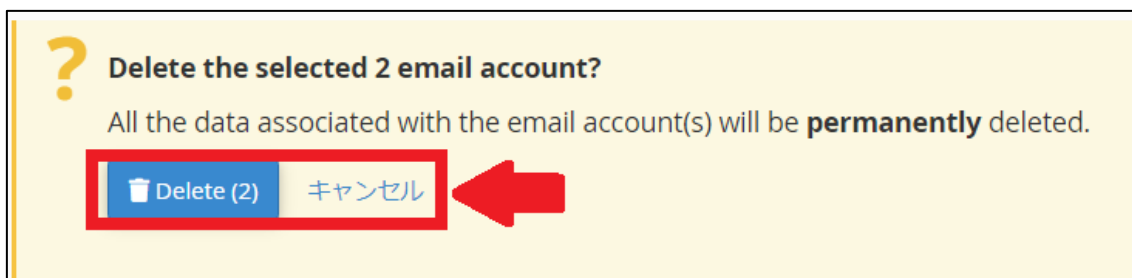 Delete the selected 2 email account?
All the data associated with the email account(s) will be permanently deleted.
Delete (2) キャンセル